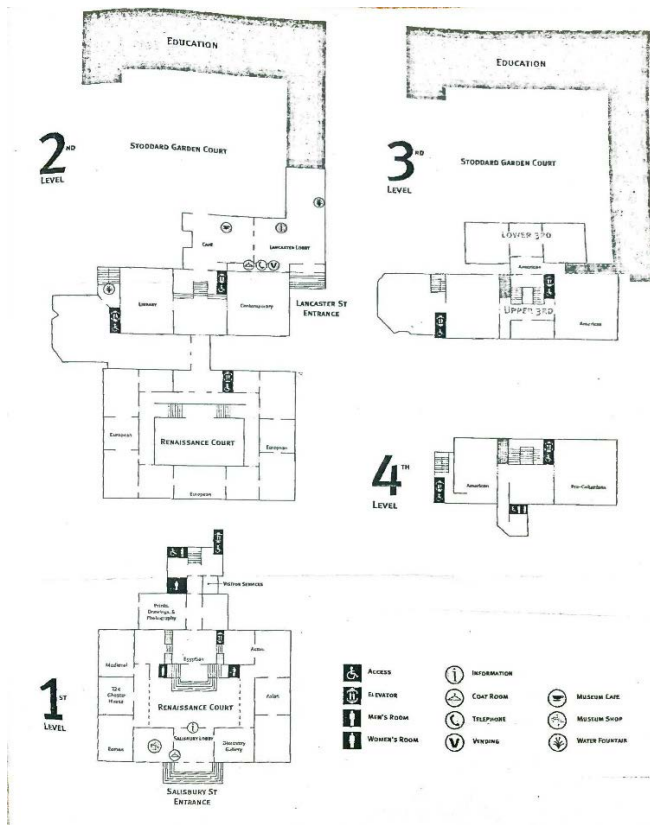 EDUCATION
2ND
LEVEL
STODDARD GARDEN COURT
CAFE
LANCASTER LOBBY
LIBRARY
Contemporary
LANCASTER ST
ENTRANCE
European
RENAISSANCE COURT
European
European
EDUCATION
3RD
LEVEL
STODDARD GARDEN COURT
LOWER 3RD
American
UPPER 3RD
American
4TH
LEVEL
American
Pre-Columbian
1ST
LEVEL
VISITOR SERVICES
Prints,
Drawings, &
Photography
Egyptian
Asian
Medieval
The
Chapter
House
RENAISSANCE COURT
Asian
Roman
SALISBURY LOBBY
Discovery
Gallery
SALISBURY ST
ENTRANCE
ACCESS
ELEVATOR
MEN'S ROOM
WOMEN'S ROOM
INFORMATION
COAT ROOM
TELEPHONE
VENDING
MUSEUM CAFE
MUSEUM SHOP
WATER FOUNTAIN